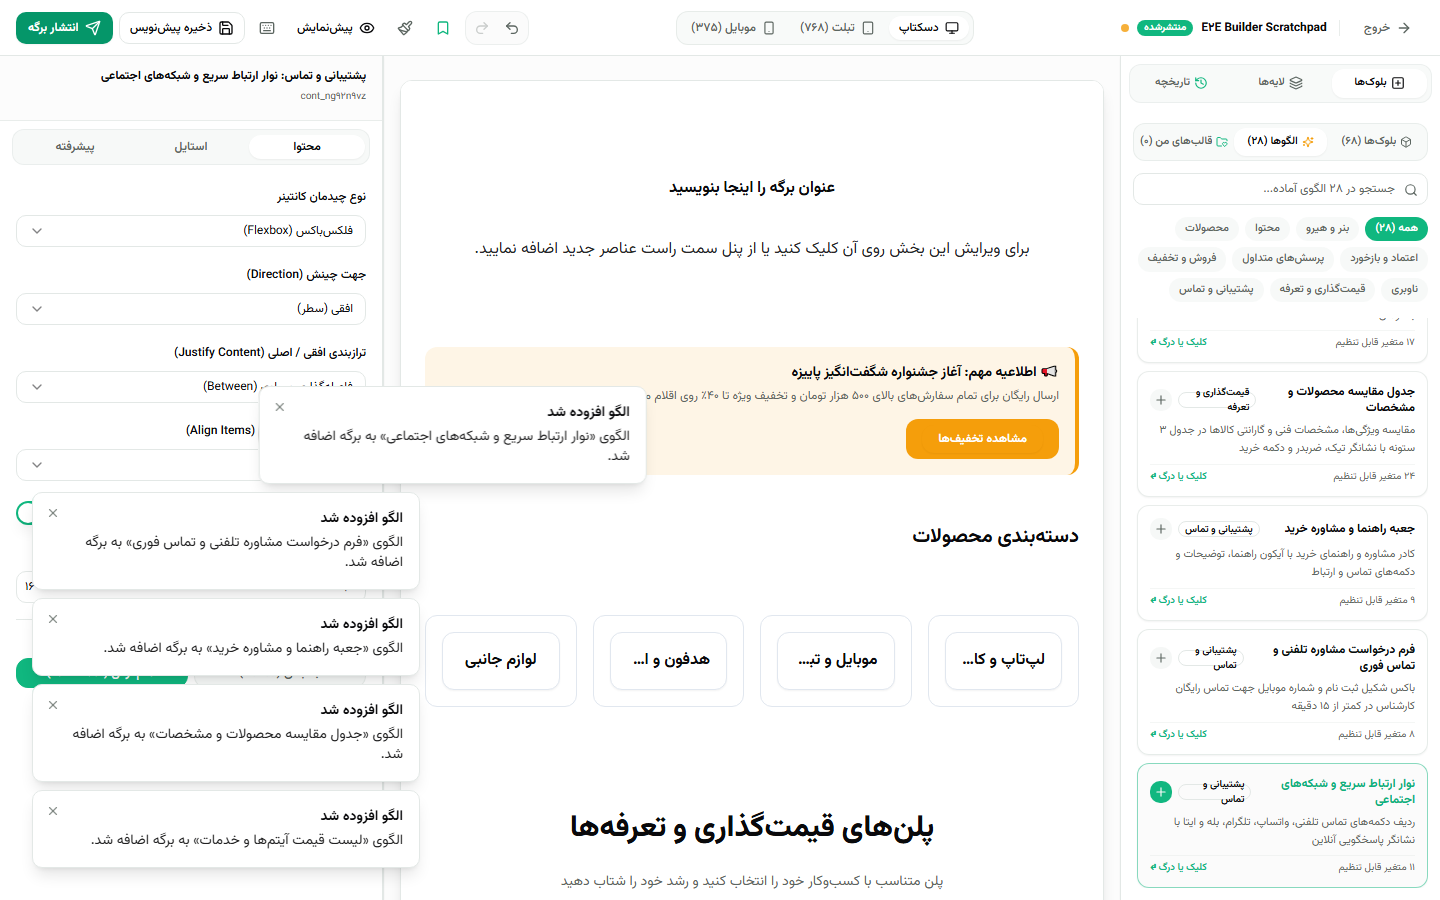 خروج
E2E Builder Scratchpad
منتشرشده
دسکتاپ
تبلت (۷۶۸)
موبایل (۳۷۵)
پیش‌نمایش
ذخیره پیش‌نویس
انتشار برگه
بلوک‌ها
لایه‌ها
تاریخچه
بلوک‌ها (۶۸)
الگوها (۲۸)
قالب‌های من (۰)
جستجو در ۲۸ الگوی آماده...
همه (۲۸)
بنر و هیرو
محتوا
محصولات
اعتماد و بازخورد
پرسش‌های متداول
فروش و تخفیف
ناوبری
قیمت‌گذاری و تعرفه
پشتیبانی و تماس
۱۷ متغیر قابل تنظیم
کلیک یا درگ
جدول مقایسه محصولات و
مشخصات
قیمت‌گذاری و
تعرفه
مقایسه ویژگی‌ها، مشخصات فنی و گارانتی کالاها در جدول ۳
ستونه با نشانگر تیک، ضربدر و دکمه خرید
۲۴ متغیر قابل تنظیم
کلیک یا درگ
جعبه راهنما و مشاوره خرید
پشتیبانی و تماس
کادر مشاوره و راهنمای خرید با آیکون راهنما، توضیحات و
دکمه‌های تماس و ارتباط
۹ متغیر قابل تنظیم
کلیک یا درگ
فرم درخواست مشاوره تلفنی و
تماس فوری
پشتیبانی و
تماس
باکس شکیل ثبت نام و شماره موبایل جهت تماس رایگان
کارشناس در کمتر از ۱۵ دقیقه
۸ متغیر قابل تنظیم
کلیک یا درگ
نوار ارتباط سریع و شبکه‌های
اجتماعی
پشتیبانی و
تماس
ردیف دکمه‌های تماس تلفنی، واتساپ، تلگرام، بله و ایتا با
نشانگر پاسخگویی آنلاین
۱۱ متغیر قابل تنظیم
کلیک یا درگ
عنوان برگه را اینجا بنویسید
برای ویرایش این بخش روی آن کلیک کنید یا از پنل سمت راست عناصر جدید اضافه نمایید.
اطلاعیه مهم: آغاز جشنواره شگفت‌انگیز پاییزه
ارسال رایگان برای تمام سفارش‌های بالای ۵۰۰ هزار تومان و تخفیف ویژه تا ۴۰٪ روی اقلام
مشاهده تخفیف‌ها
دسته‌بندی محصولات
لپ‌تاپ و کا...
موبایل و تب...
هدفون و ا...
لوازم جانبی
پلن‌های قیمت‌گذاری و تعرفه‌ها
پلن متناسب با کسب‌وکار خود را انتخاب کنید و رشد خود را شتاب دهید
پشتیبانی و تماس: نوار ارتباط سریع و شبکه‌های اجتماعی
cont_ng92n9vz
محتوا
استایل
پیشرفته
نوع چیدمان کانتینر
فلکس‌باکس (Flexbox)
جهت چینش (Direction)
افقی (سطر)
ترازبندی افقی / اصلی (Justify Content)
(Between)
(Align Items)
۱۶
الگو افزوده شد
الگوی «نوار ارتباط سریع و شبکه‌های اجتماعی» به برگه اضافه
شد.
الگو افزوده شد
الگوی «فرم درخواست مشاوره تلفنی و تماس فوری» به برگه
اضافه شد.
الگو افزوده شد
الگوی «جعبه راهنما و مشاوره خرید» به برگه اضافه شد.
الگو افزوده شد
الگوی «جدول مقایسه محصولات و مشخصات» به برگه اضافه
شد.
الگو افزوده شد
الگوی «لیست قیمت آیتم‌ها و خدمات» به برگه اضافه شد.